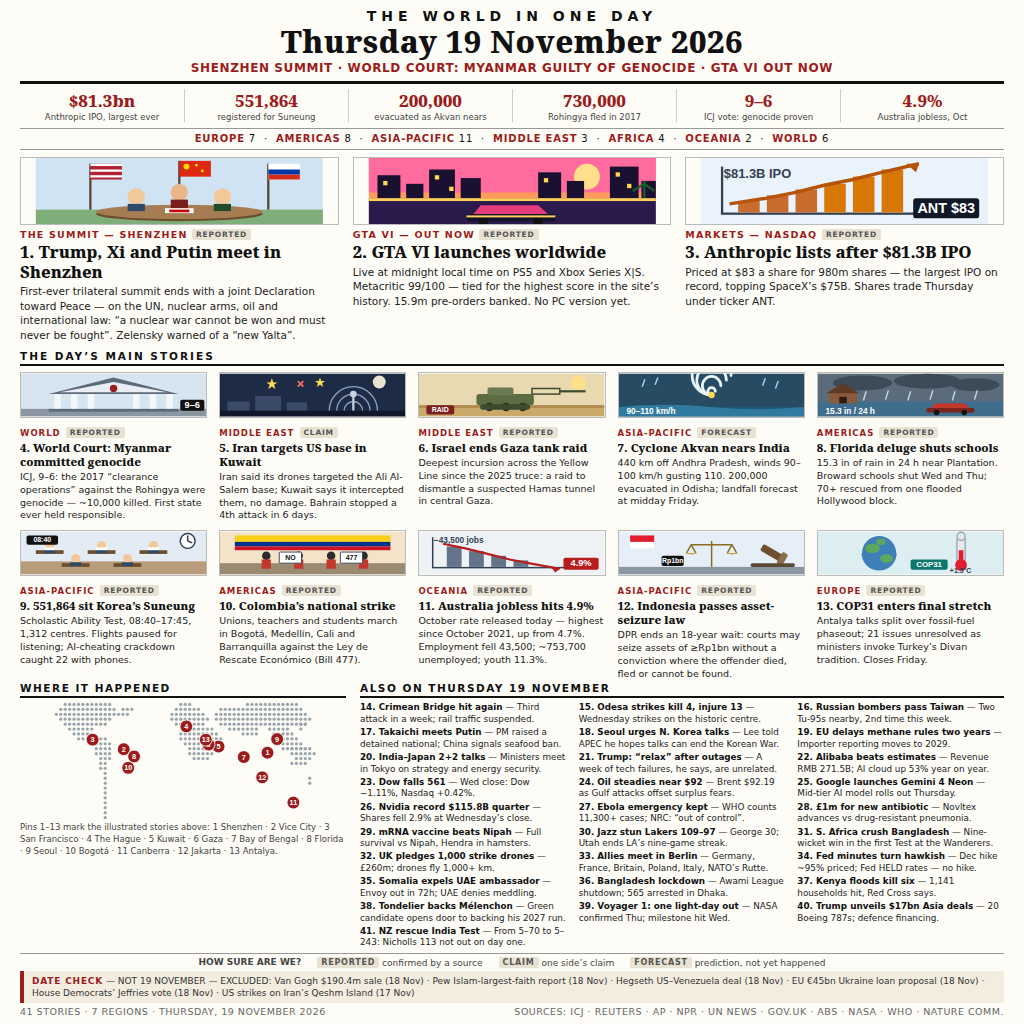 THE WORLD IN ONE DAY
Thursday 19 November 2026
SHENZHEN SUMMIT · WORLD COURT: MYANMAR GUILTY OF GENOCIDE · GTA VI OUT NOW
$81.3bn
Anthropic IPO, largest ever
551,864
registered for Suneung
200,000
evacuated as Akvan nears
730,000
Rohingya fled in 2017
9–6
ICJ vote: genocide proven
4.9%
Australia jobless, Oct
EUROPE 7 · AMERICAS 8 · ASIA-PACIFIC 11 · MIDDLE EAST 3 · AFRICA 4 · OCEANIA 2 · WORLD 6
THE SUMMIT — SHENZHEN REPORTED
1. Trump, Xi and Putin meet in
Shenzhen
First-ever trilateral summit ends with a joint Declaration
toward Peace — on the UN, nuclear arms, oil and
international law: “a nuclear war cannot be won and must
never be fought”. Zelensky warned of a “new Yalta”.
GTA VI — OUT NOW REPORTED
2. GTA VI launches worldwide
Live at midnight local time on PS5 and Xbox Series X|S.
Metacritic 99/100 — tied for the highest score in the site’s
history. 15.9m pre-orders banked. No PC version yet.
$81.3B IPO
ANT $83
MARKETS — NASDAQ REPORTED
3. Anthropic lists after $81.3B IPO
Priced at $83 a share for 980m shares — the largest IPO on
record, topping SpaceX’s $75B. Shares trade Thursday
under ticker ANT.
THE DAY’S MAIN STORIES
9–6
WORLD REPORTED
4. World Court: Myanmar
committed genocide
ICJ, 9–6: the 2017 “clearance
operations” against the Rohingya were
genocide — ~10,000 killed. First state
ever held responsible.
MIDDLE EAST CLAIM
5. Iran targets US base in
Kuwait
Iran said its drones targeted the Ali Al-
Salem base; Kuwait says it intercepted
them, no damage. Bahrain stopped a
4th attack in 6 days.
RAID
MIDDLE EAST REPORTED
6. Israel ends Gaza tank raid
Deepest incursion across the Yellow
Line since the 2025 truce: a raid to
dismantle a suspected Hamas tunnel
in central Gaza.
90–110 km/h
ASIA-PACIFIC FORECAST
7. Cyclone Akvan nears India
440 km off Andhra Pradesh, winds 90–
100 km/h gusting 110. 200,000
evacuated in Odisha; landfall forecast
at midday Friday.
15.3 in / 24 h
AMERICAS REPORTED
8. Florida deluge shuts schools
15.3 in of rain in 24 h near Plantation.
Broward schools shut Wed and Thu;
70+ rescued from one flooded
Hollywood block.
08:40
ASIA-PACIFIC REPORTED
9. 551,864 sit Korea’s Suneung
Scholastic Ability Test, 08:40–17:45,
1,312 centres. Flights paused for
listening; AI-cheating crackdown
caught 22 with phones.
NO
477
AMERICAS REPORTED
10. Colombia’s national strike
Unions, teachers and students march
in Bogotá, Medellín, Cali and
Barranquilla against the Ley de
Rescate Económico (Bill 477).
−43,500 jobs
4.9%
OCEANIA REPORTED
11. Australia jobless hits 4.9%
October rate released today — highest
since October 2021, up from 4.7%.
Employment fell 43,500; ~753,700
unemployed; youth 11.3%.
Rp1bn
ASIA-PACIFIC REPORTED
12. Indonesia passes asset-
seizure law
DPR ends an 18-year wait: courts may
seize assets of ≥Rp1bn without a
conviction where the offender died,
fled or cannot be found.
COP31
+1.9°C
EUROPE REPORTED
13. COP31 enters final stretch
Antalya talks split over fossil-fuel
phaseout; 21 issues unresolved as
ministers invoke Turkey’s Divan
tradition. Closes Friday.
WHERE IT HAPPENED
3
2
8
10
4
13
5
7
9
1
12
11
Pins 1–13 mark the illustrated stories above: 1 Shenzhen · 2 Vice City · 3
San Francisco · 4 The Hague · 5 Kuwait · 6 Gaza · 7 Bay of Bengal · 8 Florida
· 9 Seoul · 10 Bogotá · 11 Canberra · 12 Jakarta · 13 Antalya.
ALSO ON THURSDAY 19 NOVEMBER
14. Crimean Bridge hit again — Third
attack in a week; rail traffic suspended.
15. Odesa strikes kill 4, injure 13 —
Wednesday strikes on the historic centre.
16. Russian bombers pass Taiwan — Two
Tu-95s nearby, 2nd time this week.
17. Takaichi meets Putin — PM raised a
detained national; China signals seafood ban.
18. Seoul urges N. Korea talks — Lee told
APEC he hopes talks can end the Korean War.
19. EU delays methane rules two years —
Importer reporting moves to 2029.
20. India-Japan 2+2 talks — Ministers meet
in Tokyo on strategy and energy security.
21. Trump: “relax” after outages — A
week of tech failures, he says, are unrelated.
22. Alibaba beats estimates — Revenue
RMB 271.5B; AI cloud up 53% year on year.
23. Dow falls 561 — Wed close: Dow
−1.11%, Nasdaq +0.42%.
24. Oil steadies near $92 — Brent $92.19
as Gulf attacks offset surplus fears.
25. Google launches Gemini 4 Neon —
Mid-tier AI model rolls out Thursday.
26. Nvidia record $115.8B quarter —
Shares fell 2.9% at Wednesday’s close.
27. Ebola emergency kept — WHO counts
11,300+ cases; NRC: “out of control”.
28. £1m for new antibiotic — Novltex
advances vs drug-resistant pneumonia.
29. mRNA vaccine beats Nipah — Full
survival vs Nipah, Hendra in hamsters.
30. Jazz stun Lakers 109–97 — George 30;
Utah ends LA’s nine-game streak.
31. S. Africa crush Bangladesh — Nine-
wicket win in the first Test at the Wanderers.
32. UK pledges 1,000 strike drones —
£260m; drones fly 1,000+ km.
33. Allies meet in Berlin — Germany,
France, Britain, Poland, Italy, NATO’s Rutte.
34. Fed minutes turn hawkish — Dec hike
~95% priced; Fed HELD rates — no hike.
35. Somalia expels UAE ambassador —
Envoy out in 72h; UAE denies meddling.
36. Bangladesh lockdown — Awami League
shutdown; 565 arrested in Dhaka.
37. Kenya floods kill six — 1,141
households hit, Red Cross says.
38. Tondelier backs Mélenchon — Green
candidate opens door to backing his 2027 run.
39. Voyager 1: one light-day out — NASA
confirmed Thu; milestone hit Wed.
40. Trump unveils $17bn Asia deals — 20
Boeing 787s; defence financing.
41. NZ rescue India Test — From 5–70 to 5–
243: Nicholls 113 not out on day one.
HOW SURE ARE WE? REPORTED confirmed by a source CLAIM one side’s claim FORECAST prediction, not yet happened
DATE CHECK — NOT 19 NOVEMBER — EXCLUDED: Van Gogh $190.4m sale (18 Nov) · Pew Islam-largest-faith report (18 Nov) · Hegseth US–Venezuela deal (18 Nov) · EU €45bn Ukraine loan proposal (18 Nov) ·
House Democrats’ Jeffries vote (18 Nov) · US strikes on Iran’s Qeshm Island (17 Nov)
41 STORIES · 7 REGIONS · THURSDAY, 19 NOVEMBER 2026
SOURCES: ICJ · REUTERS · AP · NPR · UN NEWS · GOV.UK · ABS · NASA · WHO · NOTEBOOK COMM.